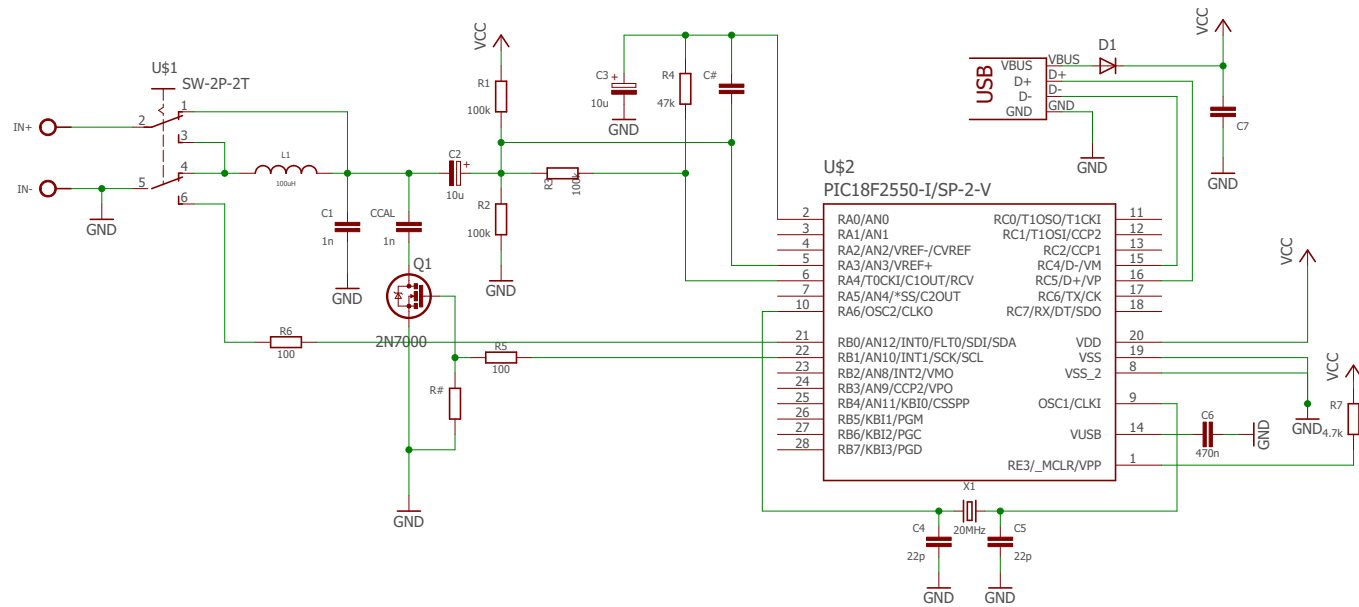 U$1
SW-2P-2T
IN+
2
1
3
IN-
5
4
6
GND
L1
100uH
C1
1n
GND
CCAL
1n
Q1
2N7000
C2
+
10u
VCC
R1
100k
R2
100k
GND
R3
100k
C3
+
10u
GND
R4
47k
C#
R6
100
R5
100
R#
GND
U$2
PIC18F2550-I/SP-2-V
2 RA0/AN0
3 RA1/AN1
4 RA2/AN2/VREF-/CVREF
5 RA3/AN3/VREF+
6 RA4/T0CKI/C1OUT/RCV
7 RA5/AN4/*SS/C2OUT
10 RA6/OSC2/CLKO
21 RB0/AN12/INT0/FLT0/SDI/SDA
22 RB1/AN10/INT1/SCK/SCL
23 RB2/AN8/INT2/VMO
24 RB3/AN9/CCP2/VPO
25 RB4/AN11/KBI0/CSSPP
26 RB5/KBI1/PGM
27 RB6/KBI2/PGC
28 RB7/KBI3/PGD
RC0/T1OSO/T1CKI 11
RC1/T1OSI/CCP2 12
RC2/CCP1 13
RC4/D-/VM 15
RC5/D+/VP 16
RC6/TX/CK 17
RC7/RX/DT/SDO 18
VDD 20
VSS 19
VSS_2 8
OSC1/CLKI 9
VUSB 14
RE3/_MCLR/VPP 1
USB
VBUS VBUS
D+ D+
D- D-
GND GND
GND
D1
VCC
C7
GND
VCC
GND
VCC
R7
4.7k
C6
470n
GND
X1
20MHz
C4
22p
GND
C5
22p
GND